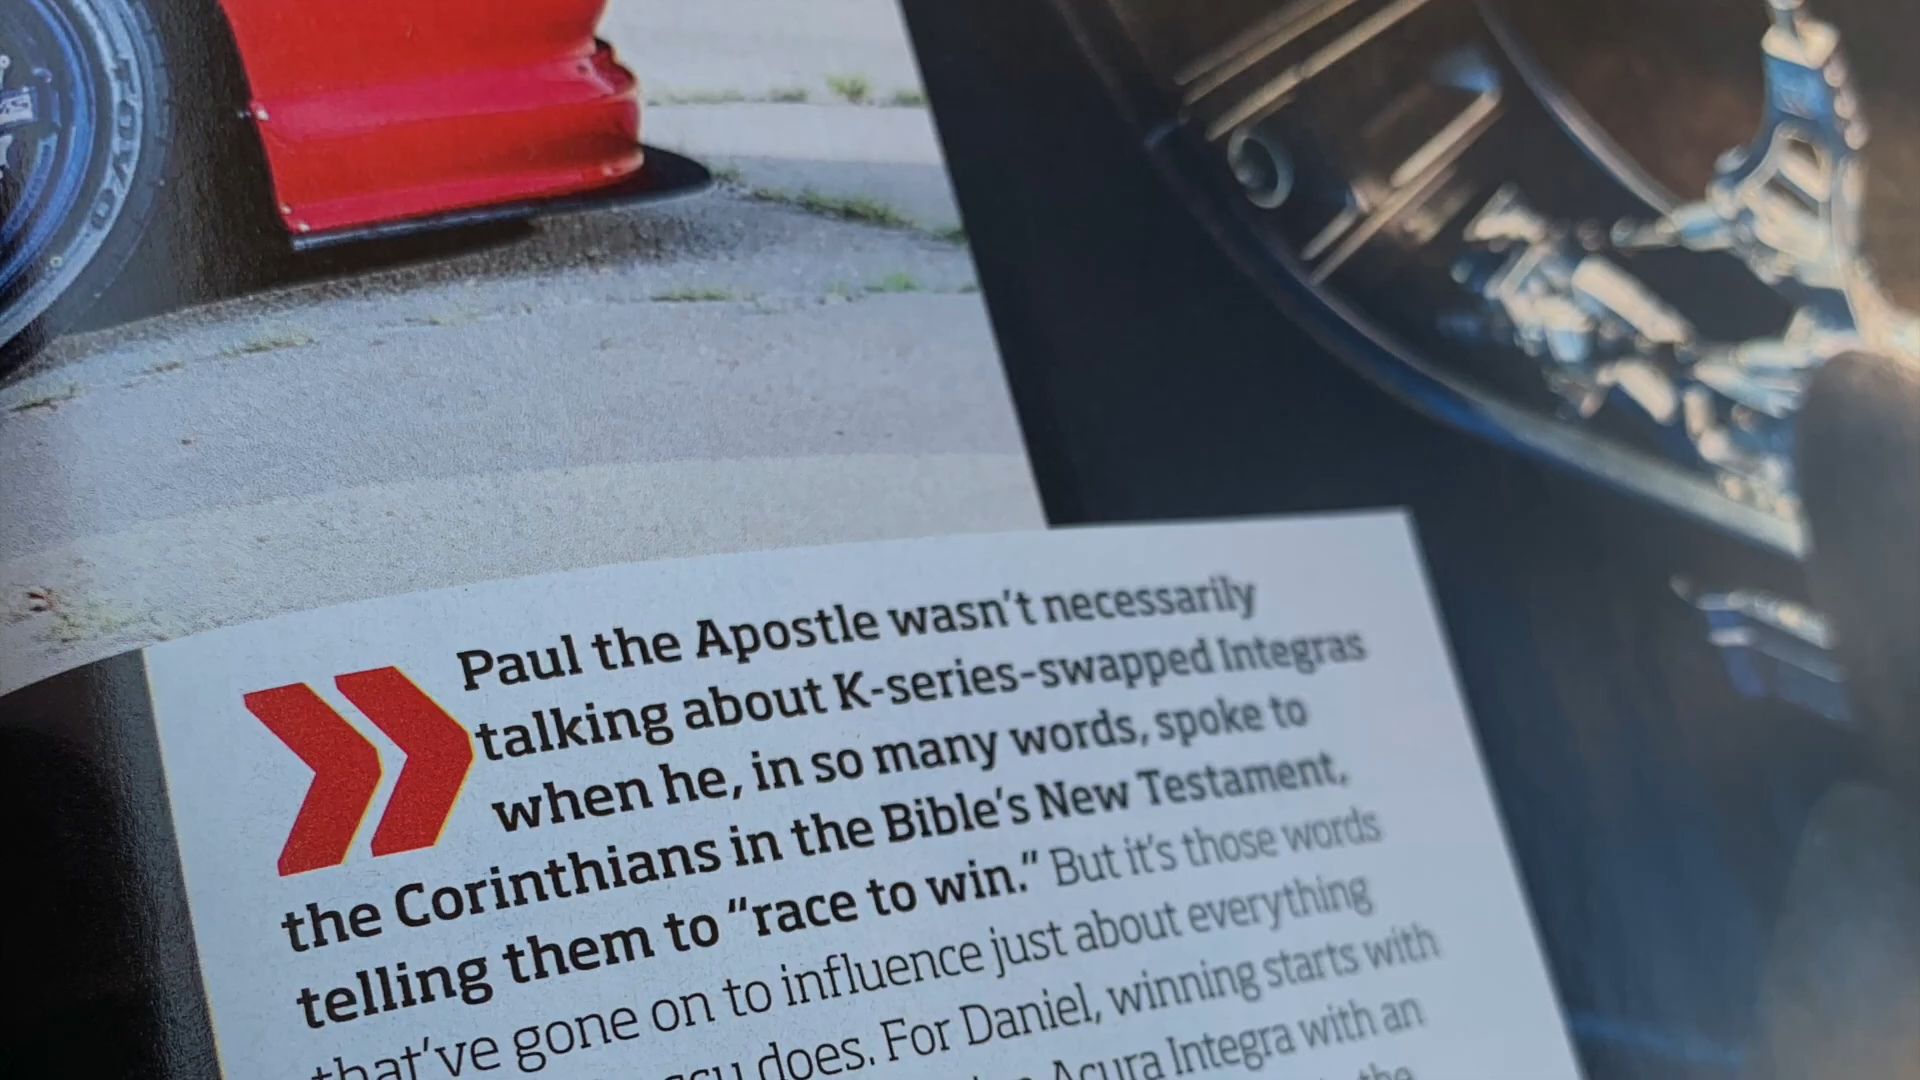 Paul the Apostle wasn't necessarily
talking about K-series-swapped Integras
when he, in so many words, spoke to
the Corinthians in the Bible's New Testament,
telling them to “race to win.” But it's those words
that've gone on to influence just about everything
does. For Daniel, winning starts with
Acura Integra with an
the